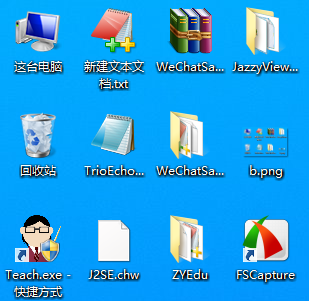 这台电脑
新建文本文
档.txt
WeChatSa...
JazzyView...
回收站
TrioEcho...
WeChatSa...
b.png
Teach.exe -
快捷方式
J2SE.chw
ZYEdu
FSCapture